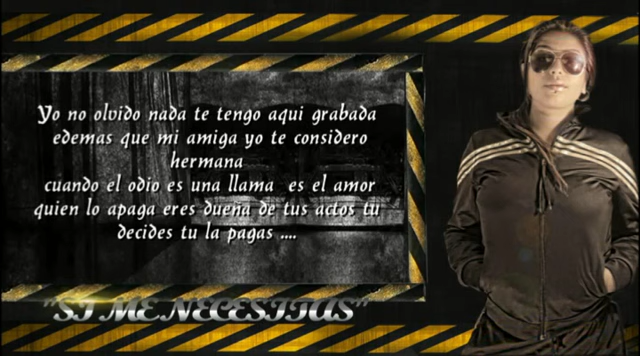 Yo no olvido nada te tengo aqui grabada
edemas que mi amiga yo te considero
hermana
cuando el odio es una llama es el amor
quien lo apaga eres dueña de tus actos tu
decides tu la pagas ....
"SI ME NECESITAS"